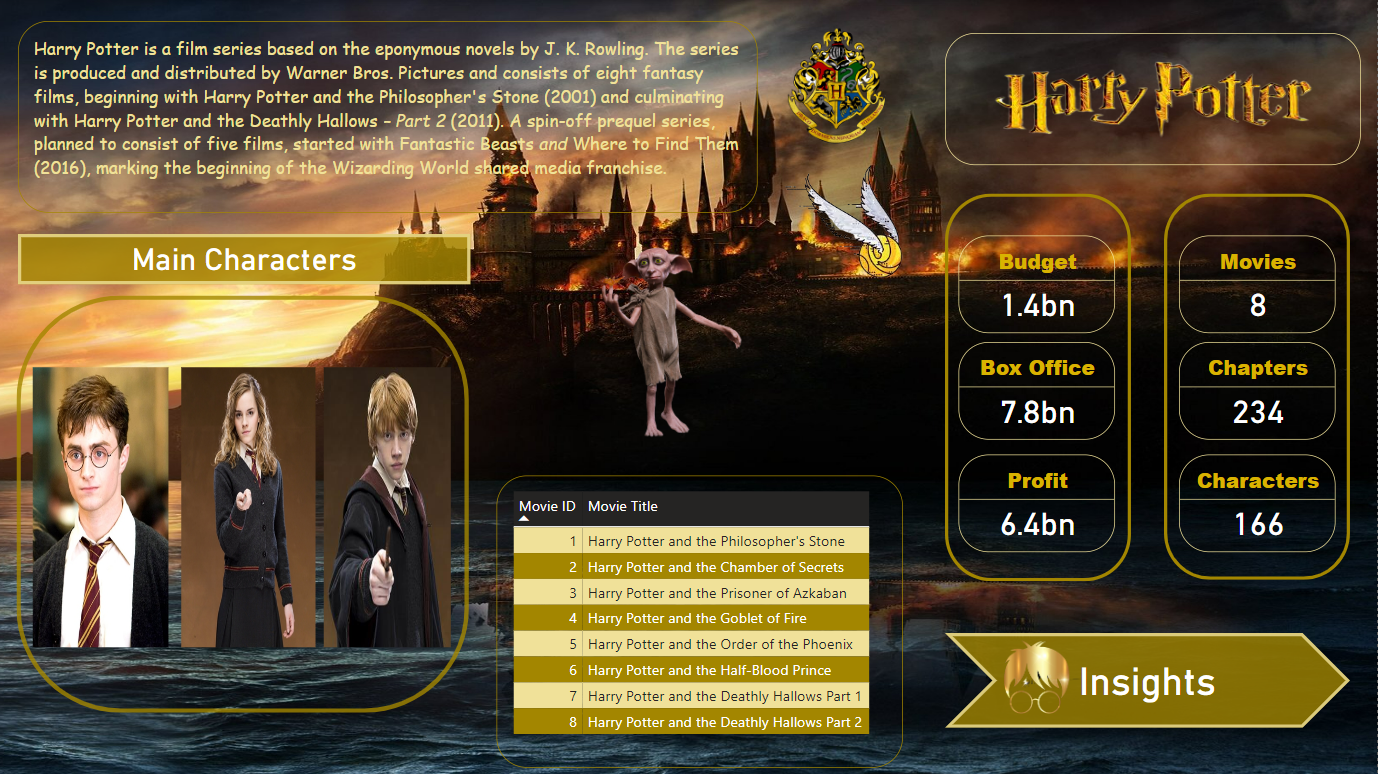 Harry Potter is a film series based on the eponymous novels by J. K. Rowling. The series
is produced and distributed by Warner Bros. Pictures and consists of eight fantasy
films, beginning with Harry Potter and the Philosopher's Stone (2001) and culminating
with Harry Potter and the Deathly Hallows – Part 2 (2011). A spin-off prequel series,
planned to consist of five films, started with Fantastic Beasts and Where to Find Them
(2016), marking the beginning of the Wizarding World shared media franchise.
Harry Potter
Main Characters
Budget
1.4bn
Box Office
7.8bn
Profit
6.4bn
Movies
8
Chapters
234
Characters
166
Movie ID Movie Title
1 Harry Potter and the Philosopher's Stone
2 Harry Potter and the Chamber of Secrets
3 Harry Potter and the Prisoner of Azkaban
4 Harry Potter and the Goblet of Fire
5 Harry Potter and the Order of the Phoenix
6 Harry Potter and the Half-Blood Prince
7 Harry Potter and the Deathly Hallows Part 1
8 Harry Potter and the Deathly Hallows Part 2
Insights